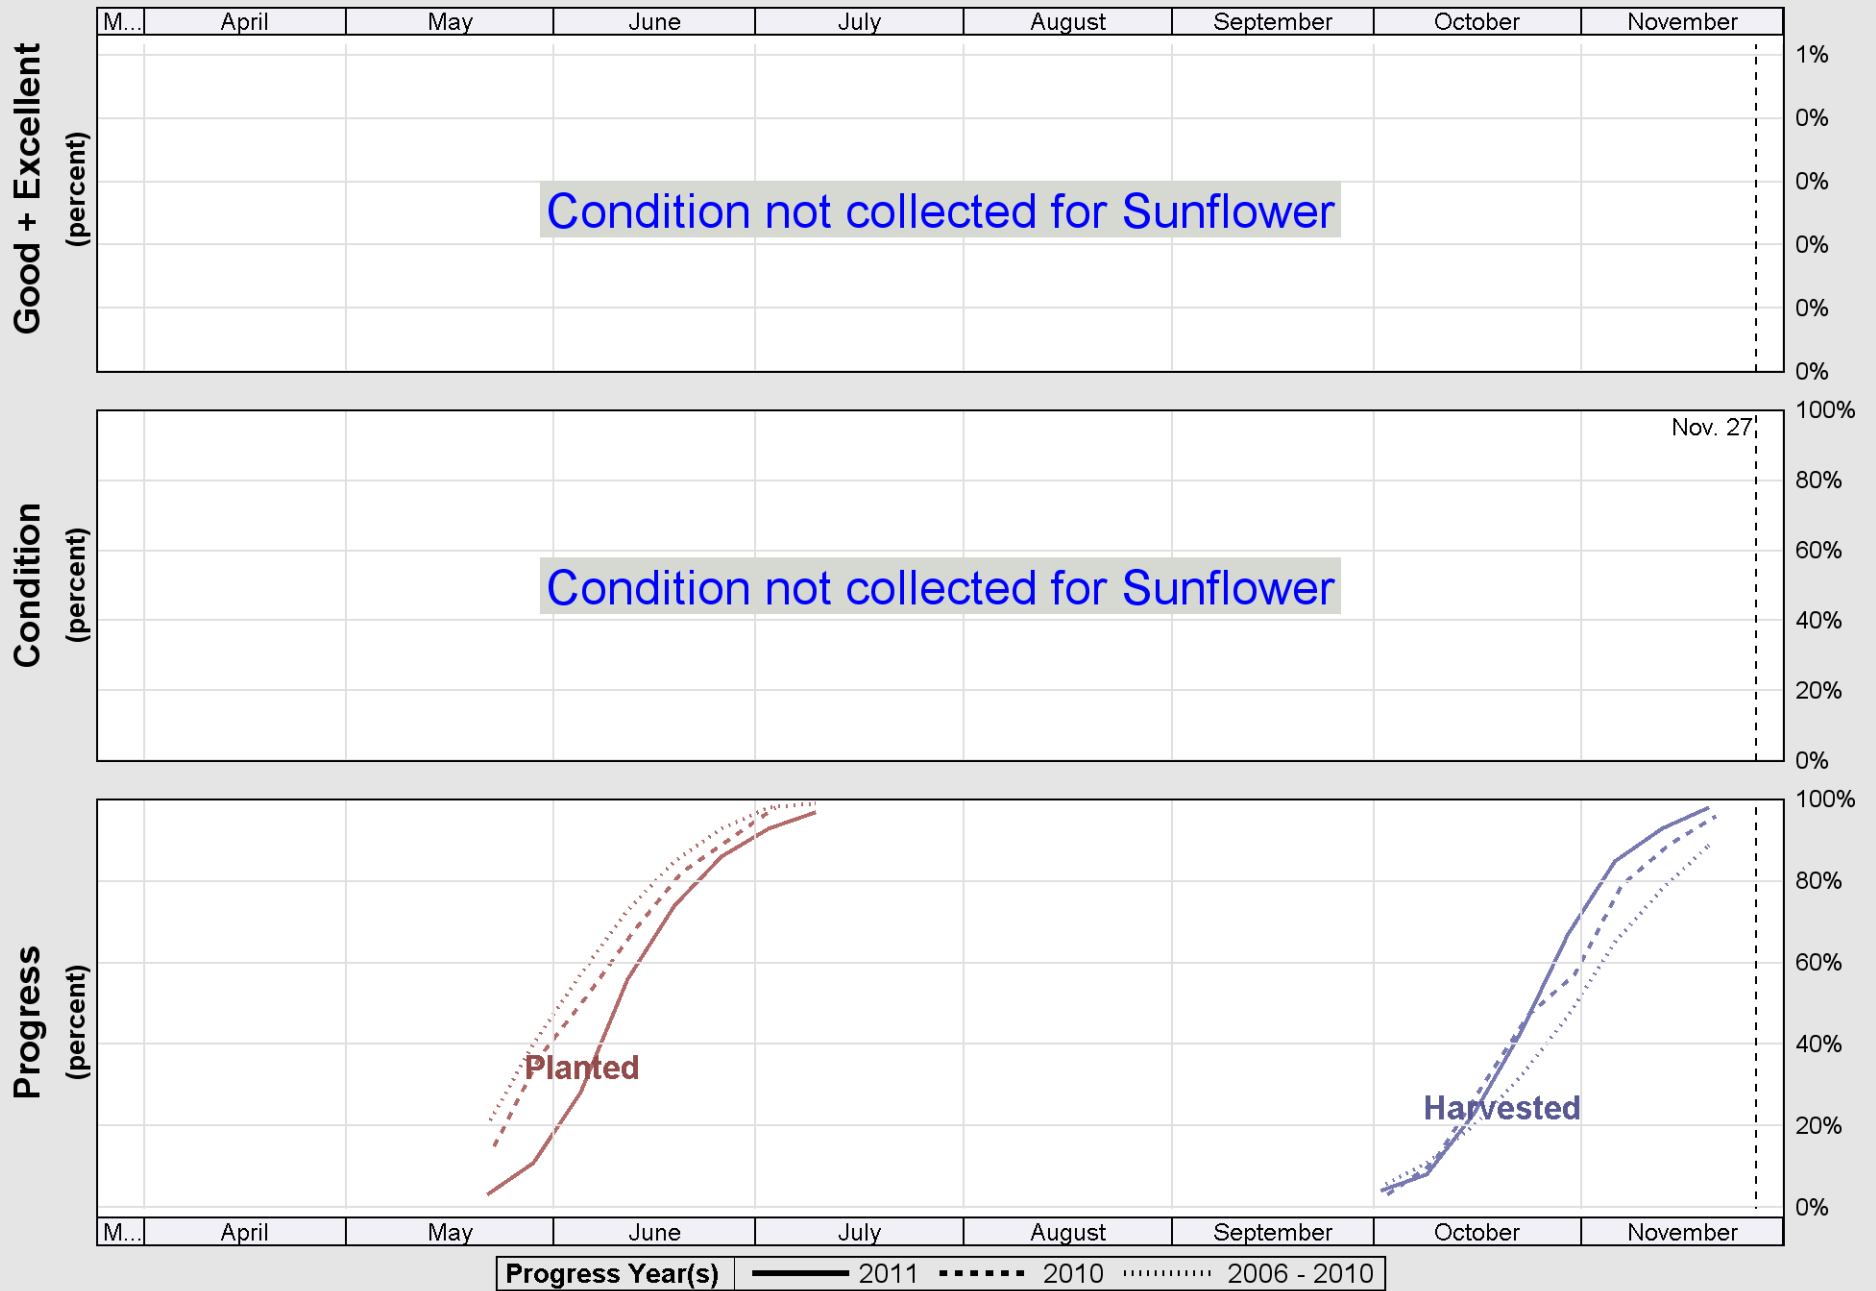 M... April May June July August September October November
Good + Excellent
(percent)
1%
0%
0%
0%
0%
0%
Condition not collected for Sunflower
Condition
(percent)
Nov. 27
100%
80%
60%
40%
20%
0%
Condition not collected for Sunflower
Progress
(percent)
100%
80%
60%
40%
20%
0%
Planted
Harvested
M... April May June July August September October November
Progress Year(s) 2011 2010 2006 - 2010